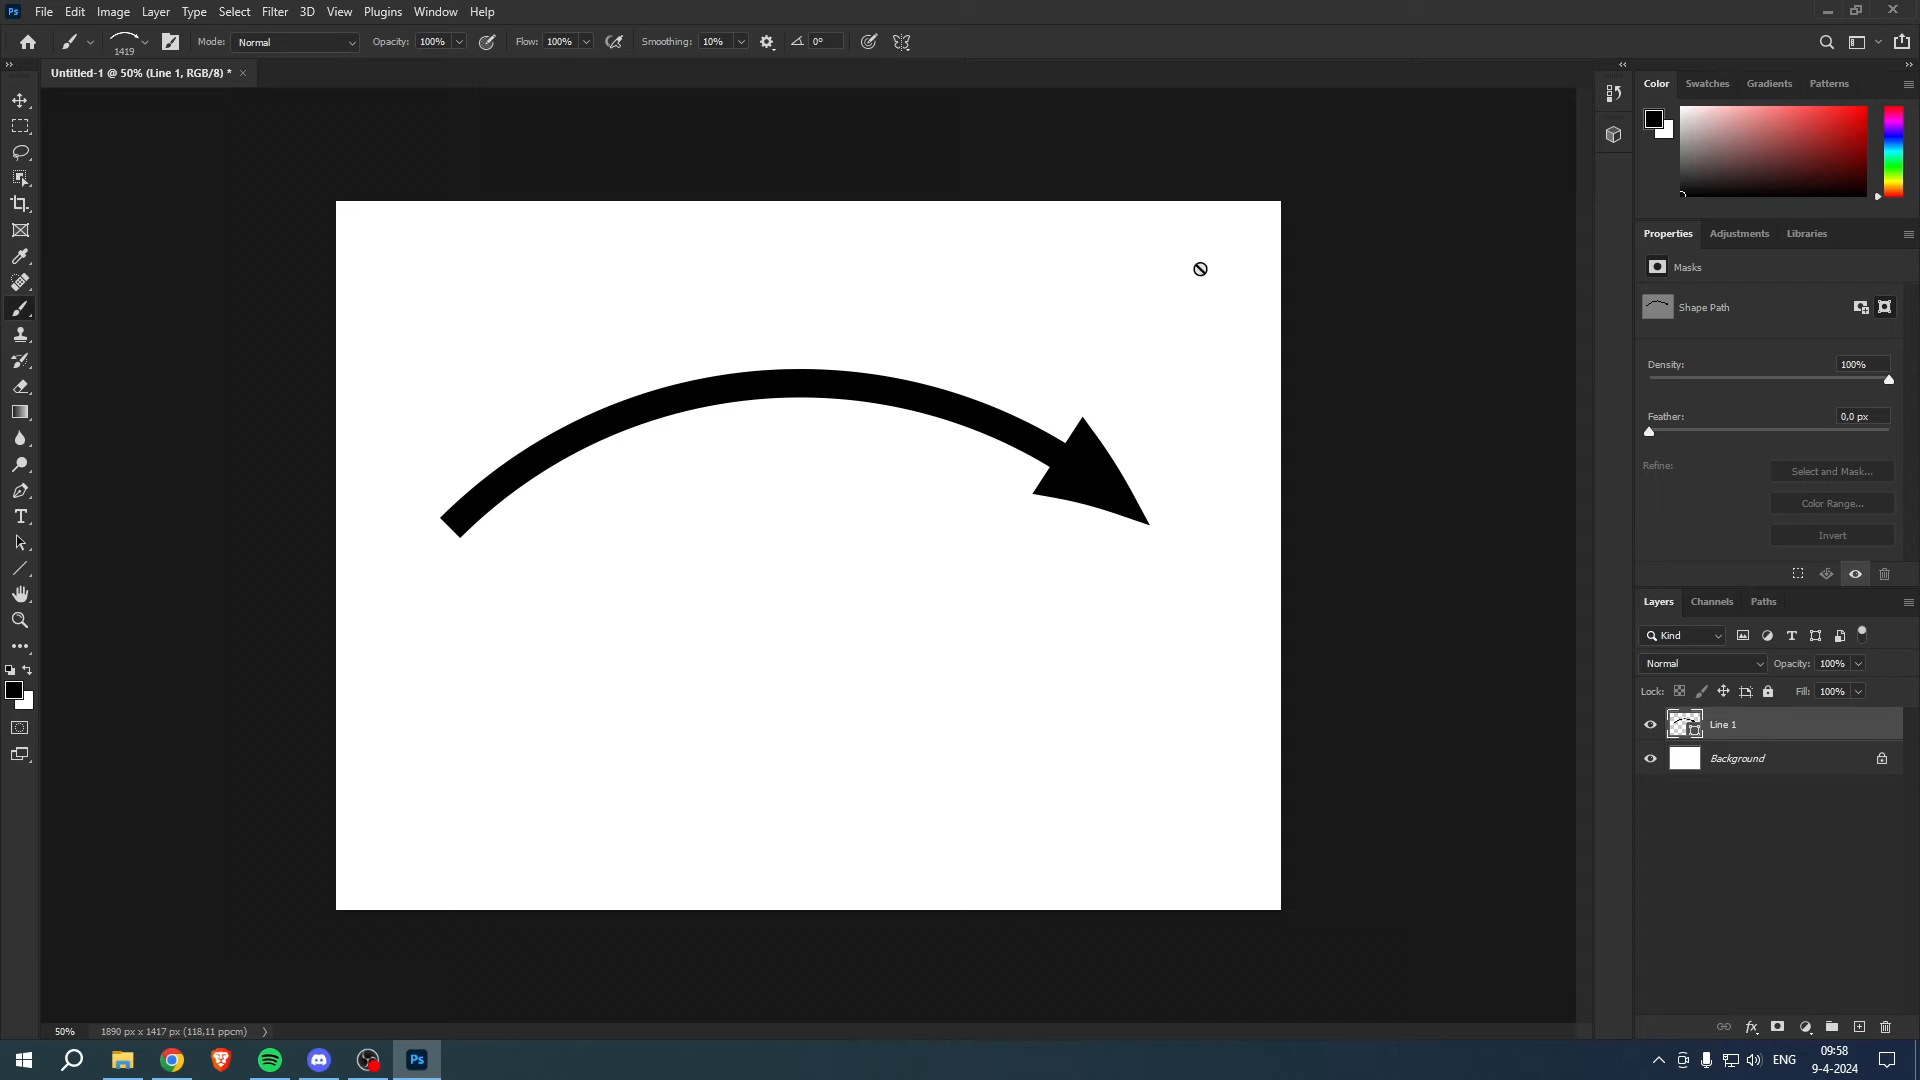 Ps File Edit Image Layer Type Select Filter 3D View Plugins Window Help
1419 Mode: Normal Opacity: 100% Flow: 100% Smoothing: 10% 0°
Untitled-1 @ 50% (Line 1, RGB/8) * ×
Color Swatches Gradients Patterns
Properties Adjustments Libraries
Masks
Shape Path
Density: 100%
Feather: 0,0 px
Refine: Select and Mask...
Color Range...
Invert
Layers Channels Paths
Kind
Normal Opacity: 100%
Lock: Fill: 100%
Line 1
Background
50% 1890 px x 1417 px (118,11 ppcm)
Ps ENG 09:58
9-4-2024